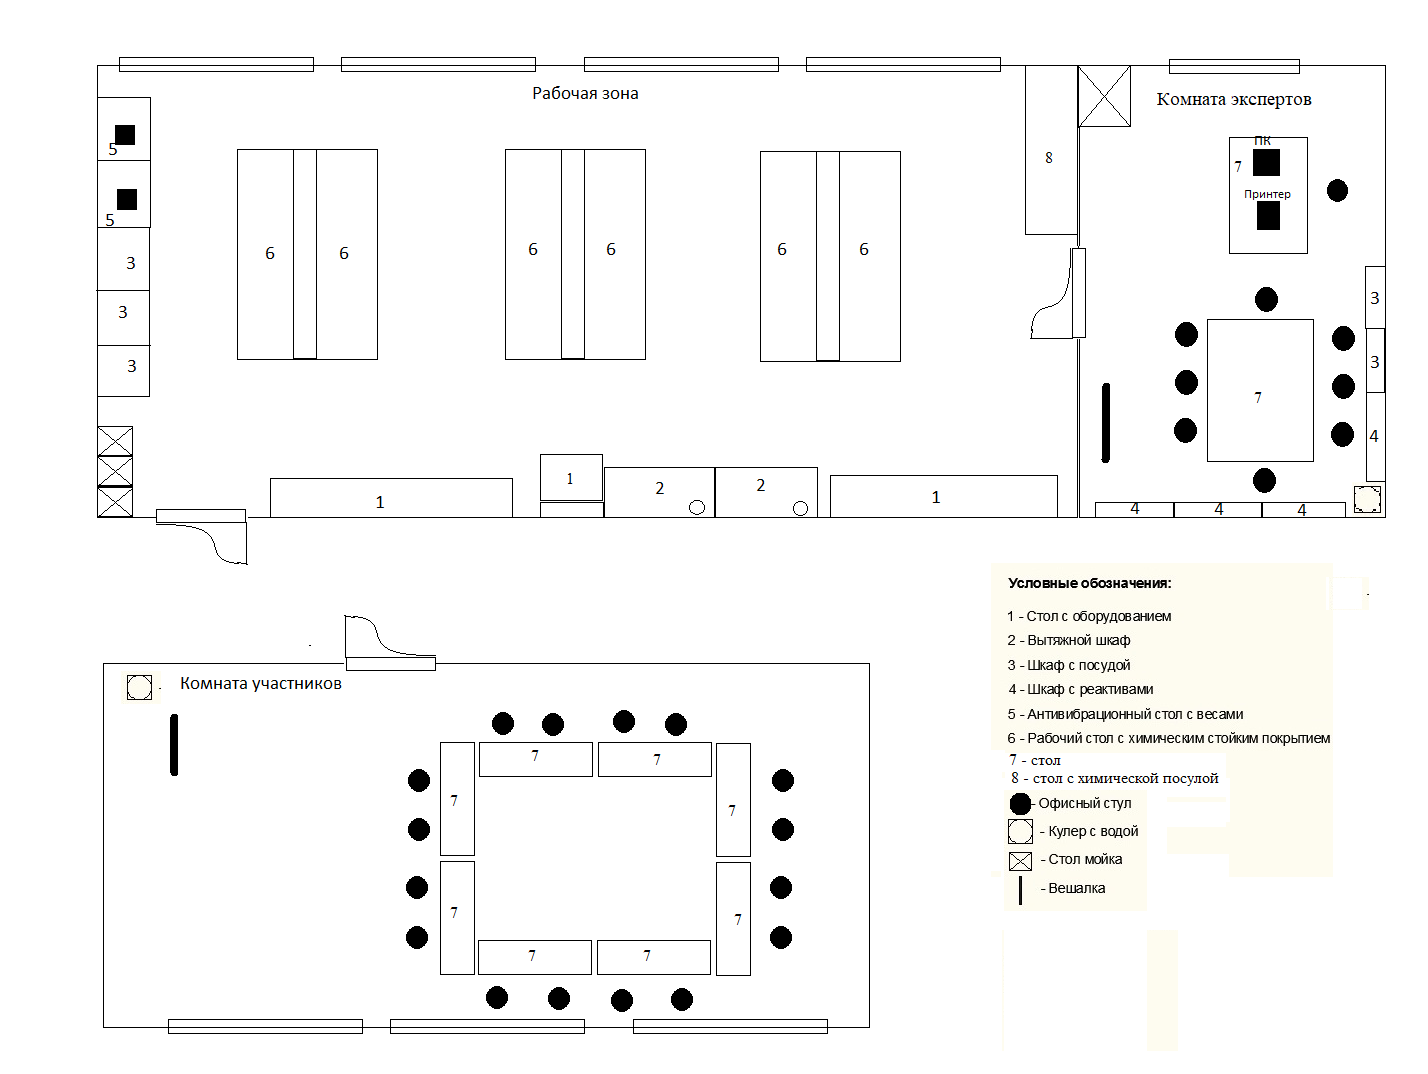 Рабочая зона
Комната экспертов
ПК
7
Принтер
5
5
8
6 6 6 6 6 6
3
3
3
3
3
7
4
1
1
2
2
1
4 4 4
Условные обозначения:
1 - Стол с оборудованием
2 - Вытяжной шкаф
3 - Шкаф с посудой
4 - Шкаф с реактивами
5 - Антивибрационный стол с весами
6 - Рабочий стол с химическим стойким покрытием
7 - стол
8 - стол с химической посулой
- Офисный стул
- Кулер с водой
- Стол мойка
- Вешалка
Комната участников
7 7
7 7
7 7
7 7